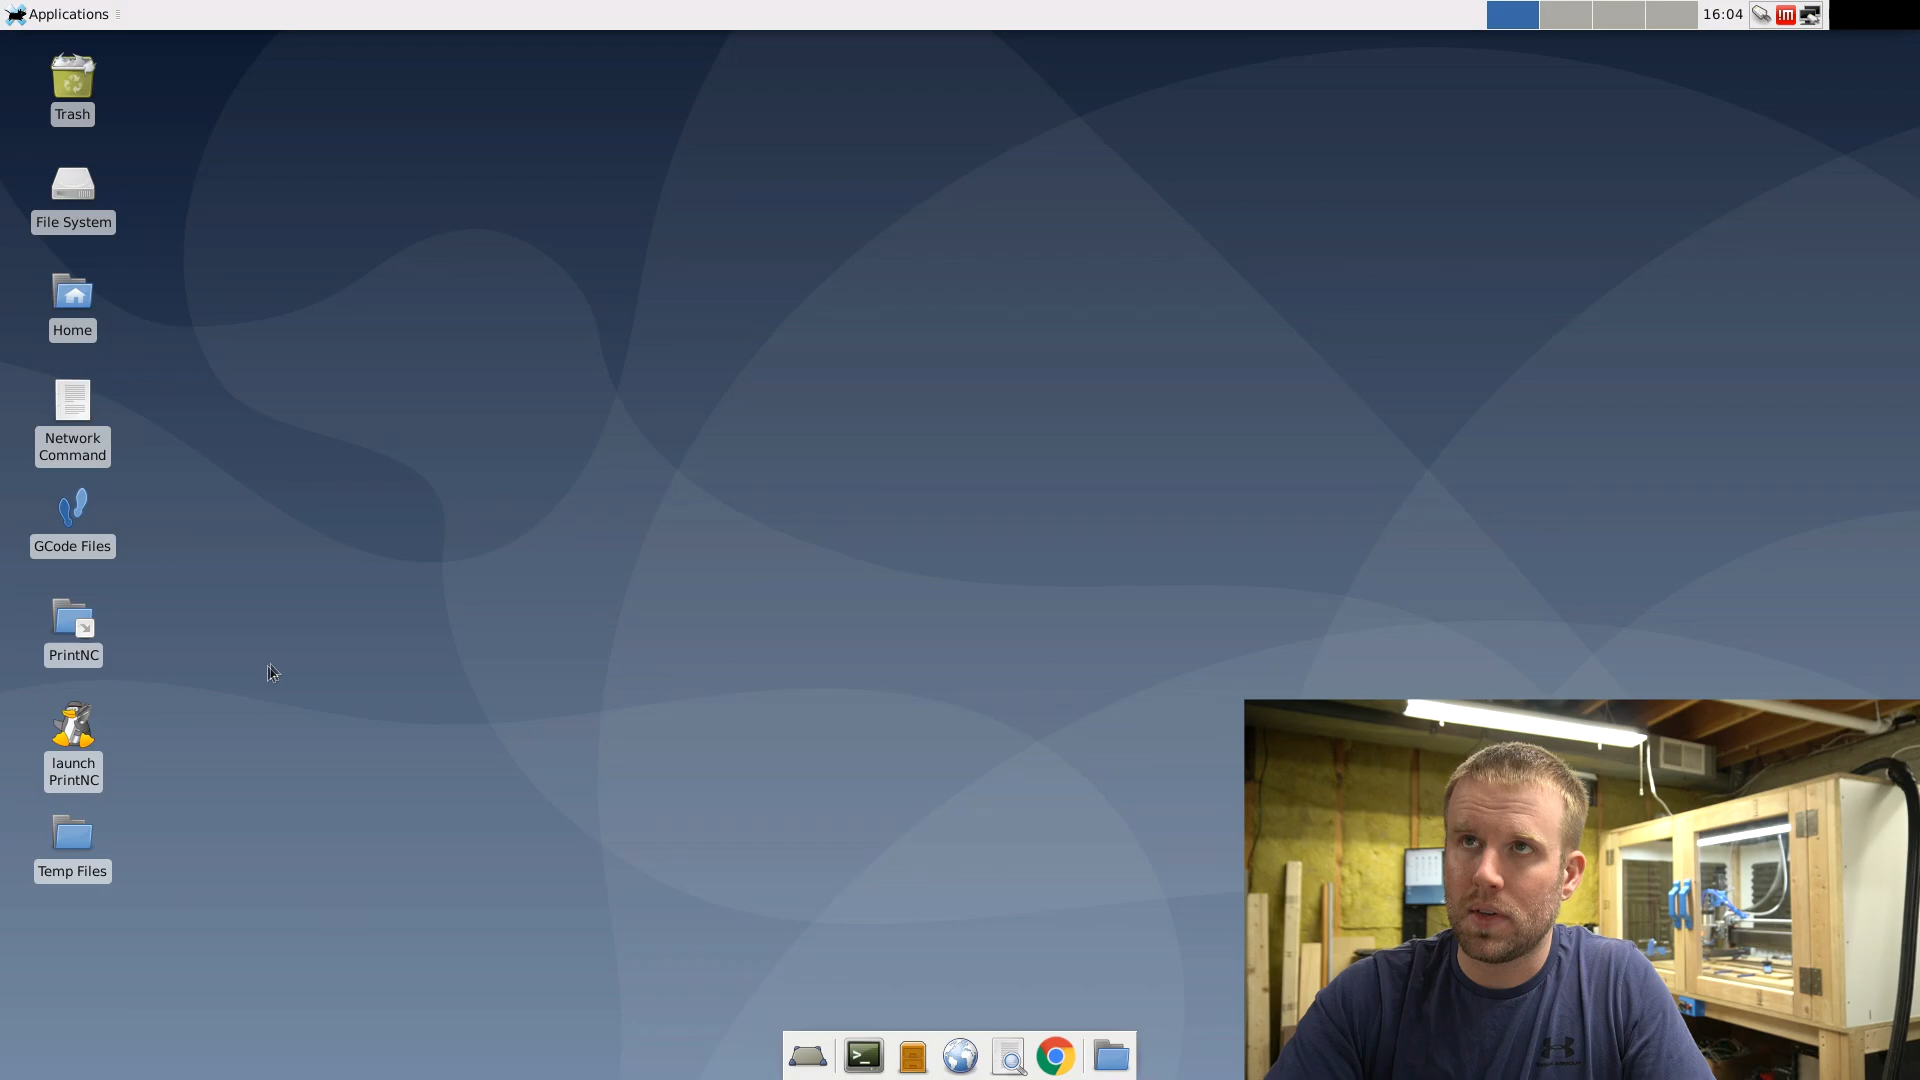 Applications
16:04
!m
Trash
File System
Home
Network
Command
GCode Files
PrintNC
launch
PrintNC
Temp Files
>_